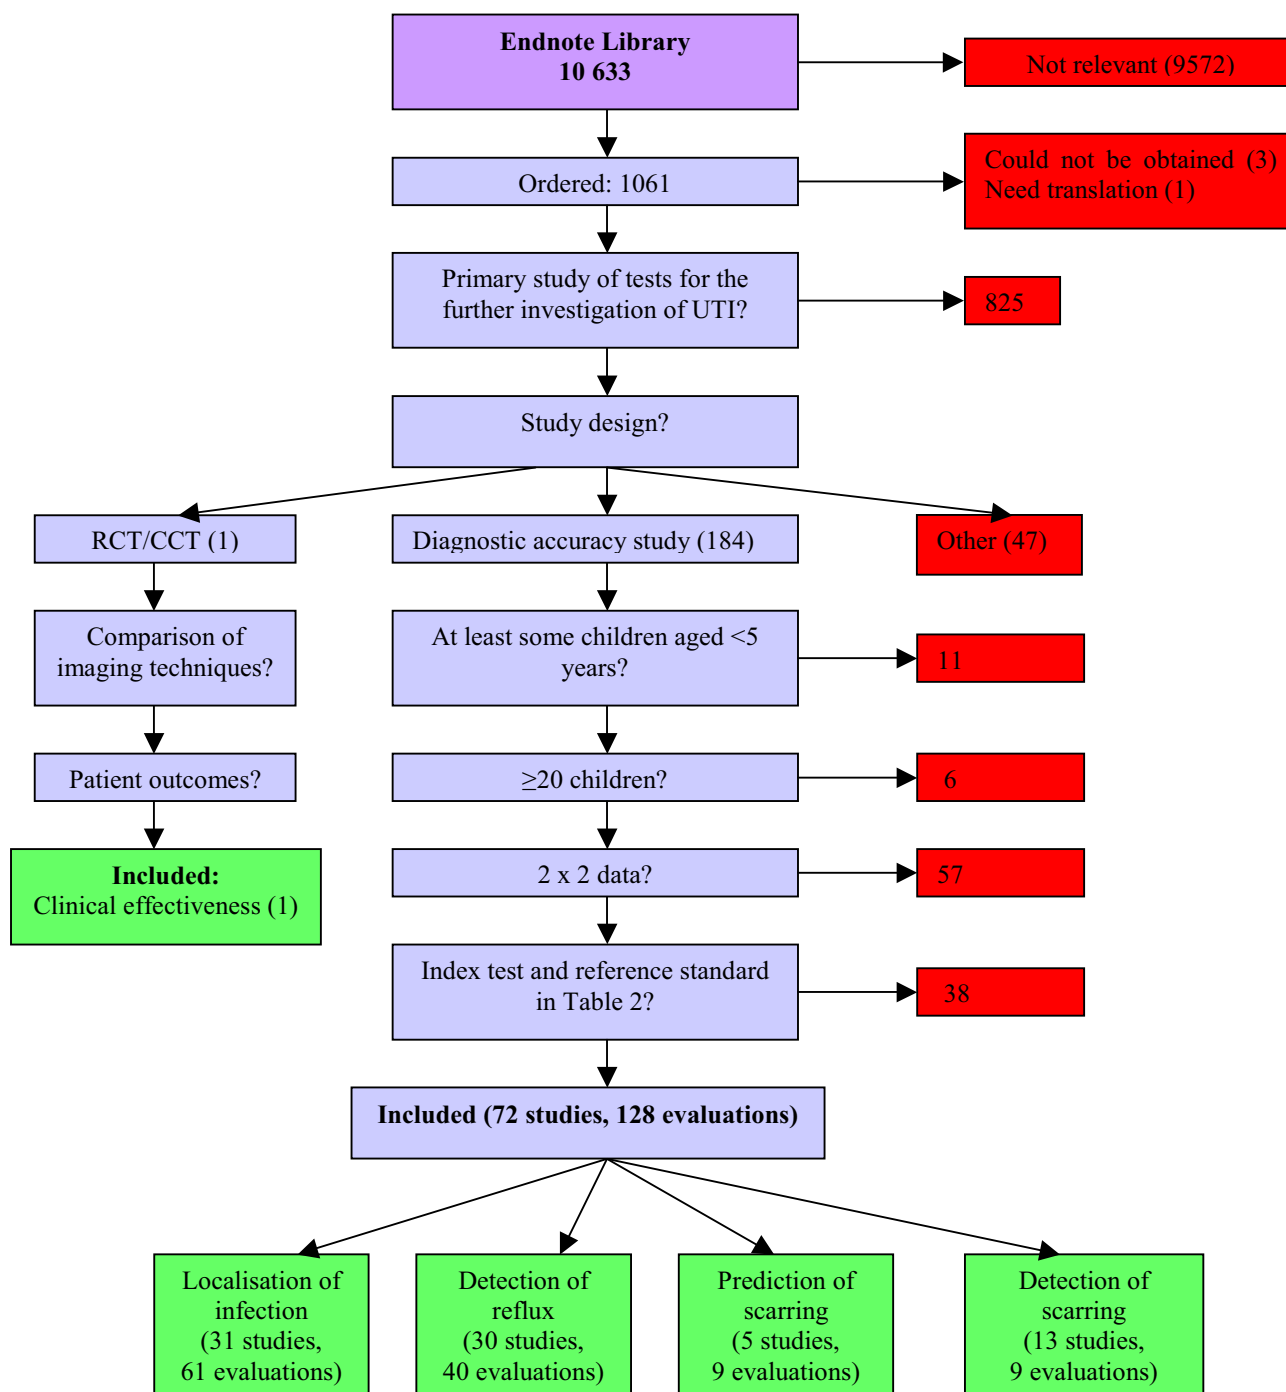 Endnote Library
10 633
Not relevant (9572)
Ordered: 1061
Could not be obtained (3)
Need translation (1)
Primary study of tests for the
further investigation of UTI?
825
Study design?
RCT/CCT (1)
Diagnostic accuracy study (184)
Other (47)
Comparison of
imaging techniques?
At least some children aged <5
years?
11
Patient outcomes?
≥20 children?
6
Included:
Clinical effectiveness (1)
2 x 2 data?
57
Index test and reference standard
in Table 2?
38
Included (72 studies, 128 evaluations)
Localisation of
infection
(31 studies,
61 evaluations)
Detection of
reflux
(30 studies,
40 evaluations)
Prediction of
scarring
(5 studies,
9 evaluations)
Detection of
scarring
(13 studies,
9 evaluations)